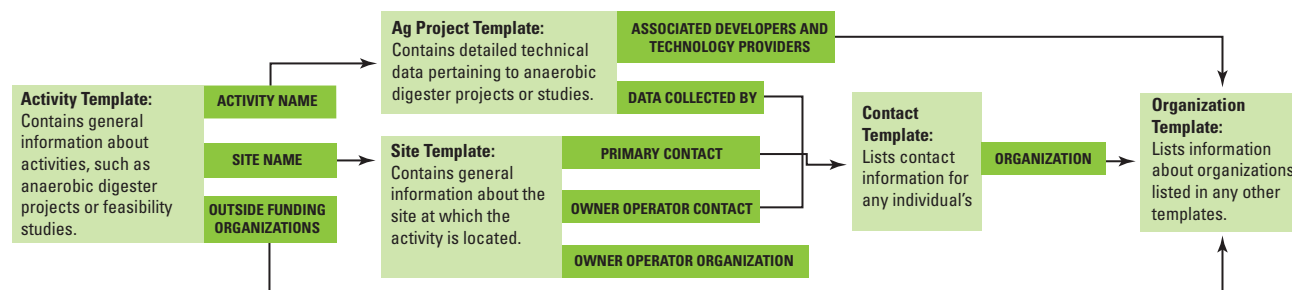 Activity Template:
Contains general
information about
activities, such as
anaerobic digester
projects or feasibility
studies.
ACTIVITY NAME
SITE NAME
OUTSIDE FUNDING
ORGANIZATIONS
Ag Project Template:
Contains detailed technical
data pertaining to anaerobic
digester projects or studies.
ASSOCIATED DEVELOPERS AND
TECHNOLOGY PROVIDERS
DATA COLLECTED BY
Site Template:
Contains general
information about the
site at which the
activity is located.
PRIMARY CONTACT
OWNER OPERATOR CONTACT
OWNER OPERATOR ORGANIZATION
Contact
Template:
Lists contact
information for
any individual's
ORGANIZATION
Organization
Template:
Lists information
about organizations
listed in any other
templates.